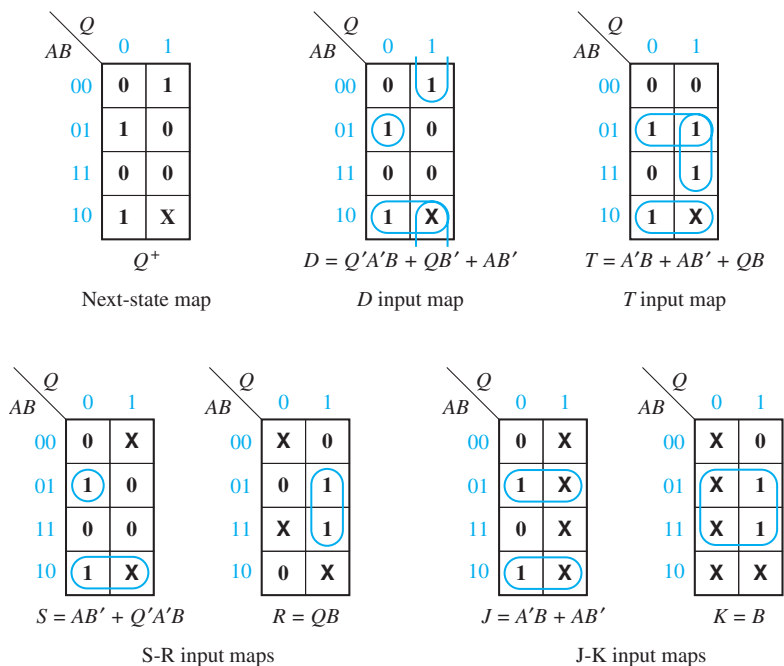 Q Q Q
AB 0 1 AB 0 1 AB 0 1
00 0 1 00 0 1 00 0 0
01 1 0 01 1 0 01 1 1
11 0 0 11 0 0 11 0 1
10 1 X 10 1 X 10 1 X
Q⁺ D = Q′A′B + QB′ + AB′ T = A′B + AB′ + QB
Next-state map D input map T input map
Q Q Q Q
AB 0 1 AB 0 1 AB 0 1 AB 0 1
00 0 X 00 X 0 00 0 X 00 X 0
01 1 0 01 0 1 01 1 X 01 X 1
11 0 0 11 X 1 11 0 X 11 X 1
10 1 X 10 0 X 10 1 X 10 X X
S = AB′ + Q′A′B R = QB J = A′B + AB′ K = B
S-R input maps J-K input maps